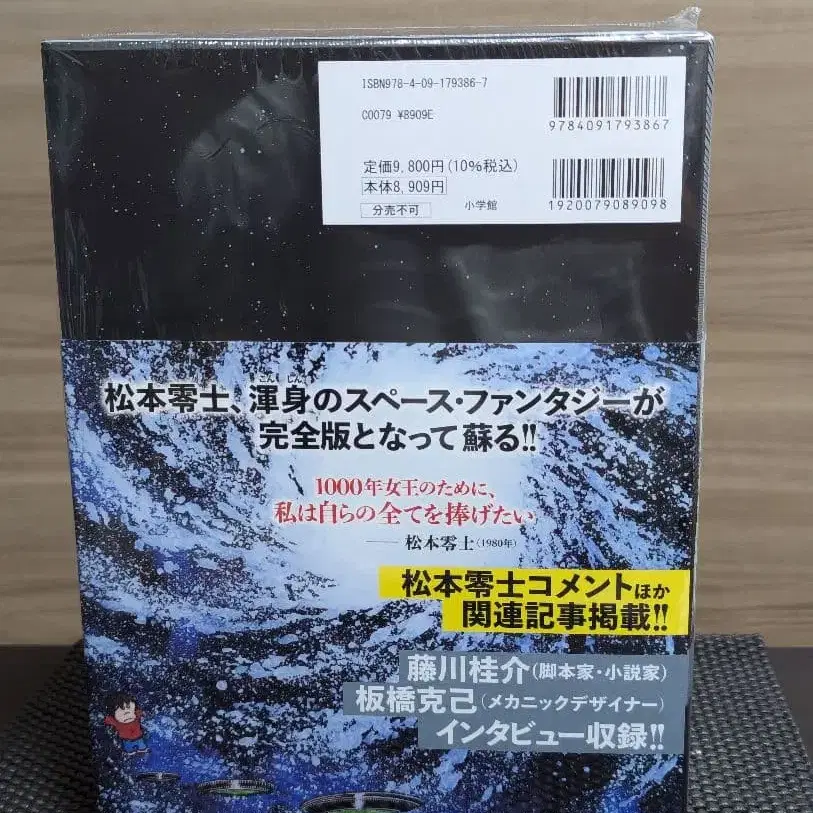 ISBN978-4-09-179386-7
C0079 ¥8909E
9784091793867
定価9,800円(10%税込)
本体8,909円
分売不可
小学館
1920079089098
こんしん
松本零士、渾身のスペース・ファンタジーが
完全版となって蘇る!!
1000年女王のために、
私は自らの全てを捧げたい
── 松本零士(1980年)
松本零士コメントほか
関連記事掲載!!
藤川桂介(脚本家・小説家)
板橋克己(メカニックデザイナー)
インタビュー収録!!